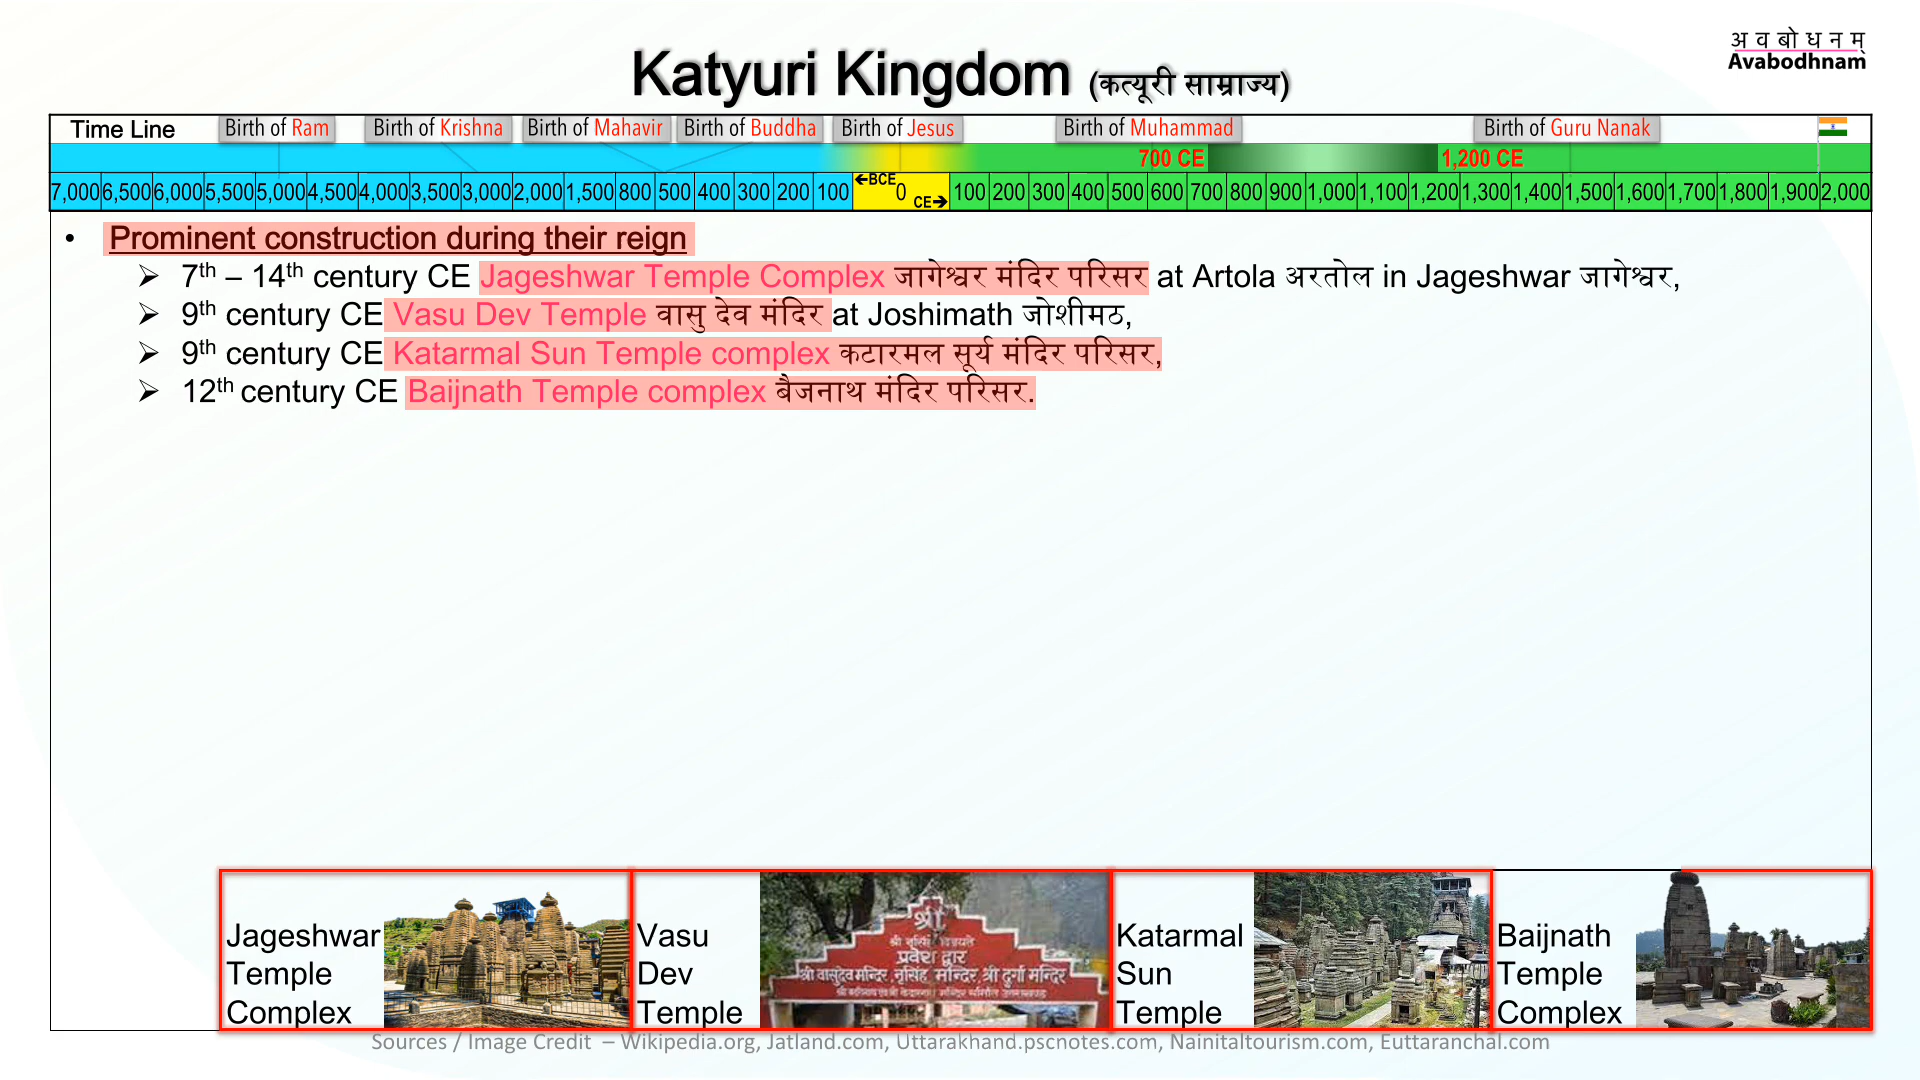 अ व बो ध न म्
Avabodhnam
Katyuri Kingdom (कत्यूरी साम्राज्य)
Time Line Birth of Ram Birth of Krishna Birth of Mahavir Birth of Buddha Birth of Jesus Birth of Muhammad Birth of Guru Nanak
700 CE 1,200 CE
7,000 6,500 6,000 5,500 5,000 4,500 4,000 3,500 3,000 2,000 1,500 800 500 400 300 200 100 ←BCE 0 CE→ 100 200 300 400 500 600 700 800 900 1,000 1,100 1,200 1,300 1,400 1,500 1,600 1,700 1,800 1,900 2,000
• Prominent construction during their reign
➢ 7th – 14th century CE Jageshwar Temple Complex जागेश्वर मंदिर परिसर at Artola अरतोल in Jageshwar जागेश्वर,
➢ 9th century CE Vasu Dev Temple वासु देव मंदिर at Joshimath जोशीमठ,
➢ 9th century CE Katarmal Sun Temple complex कटारमल सूर्य मंदिर परिसर,
➢ 12th century CE Baijnath Temple complex बैजनाथ मंदिर परिसर.
Jageshwar
Temple
Complex
Vasu
Dev
Temple
श्री
प्रवेश द्वार
श्री वासुदेव मन्दिर, नृसिंह मन्दिर, श्री दुर्गा मन्दिर
Katarmal
Sun
Temple
Baijnath
Temple
Complex
Sources / Image Credit – Wikipedia.org, Jatland.com, Uttarakhand.pscnotes.com, Nainitaltourism.com, Euttaranchal.com